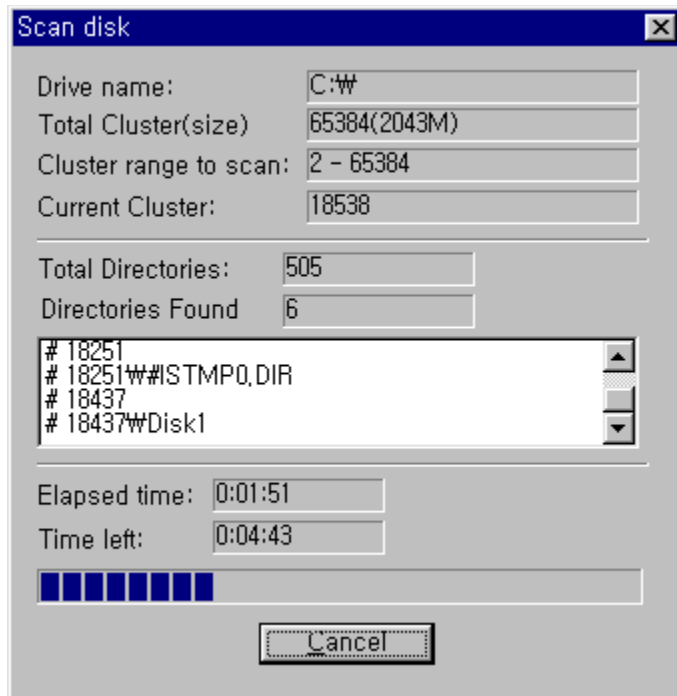 Scan disk
Drive name: C:₩
Total Cluster(size) 65384(2043M)
Cluster range to scan: 2 - 65384
Current Cluster: 18538
Total Directories: 505
Directories Found 6
# 18251
# 18251₩#ISTMP0,DIR
# 18437
# 18437₩Disk1
Elapsed time: 0:01:51
Time left: 0:04:43
Cancel